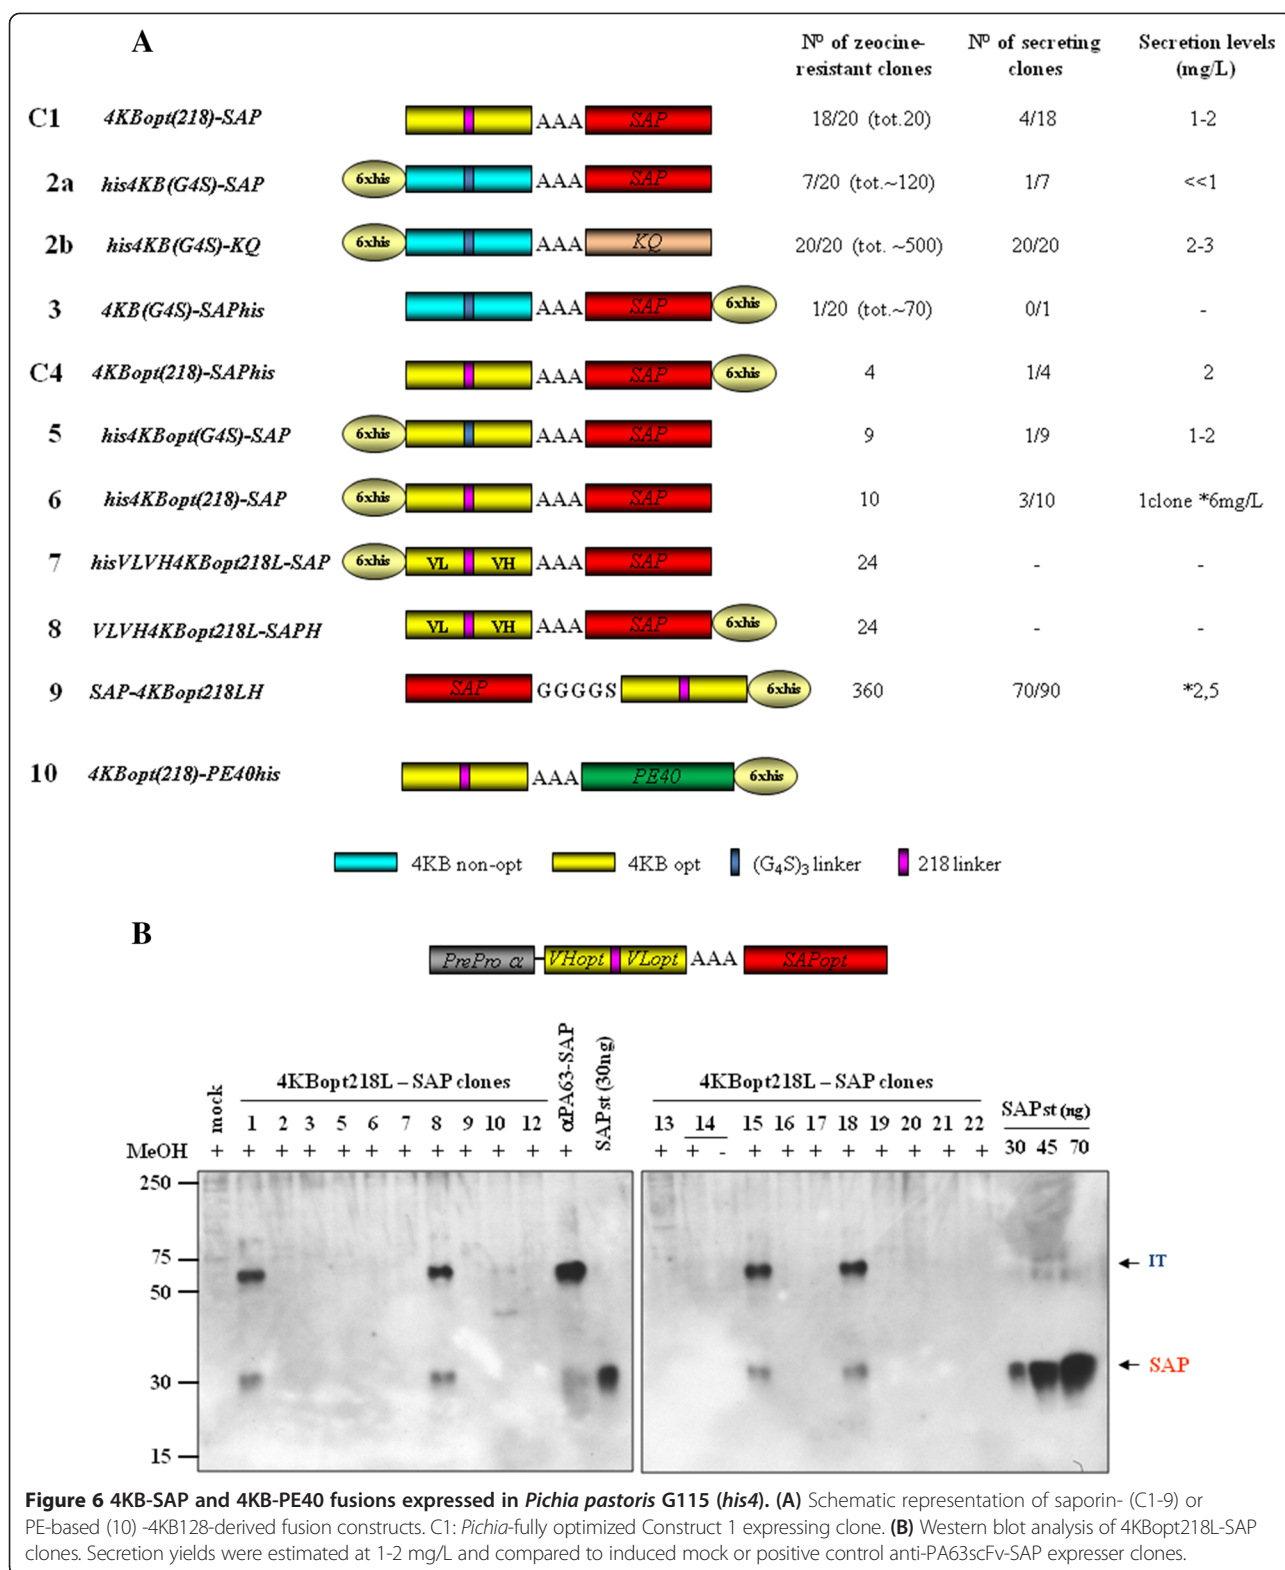 A
Nº of zeocine-resistant clones
Nº of secreting clones
Secretion levels (mg/L)
C1 4KBopt(218)-SAP AAA SAP 18/20 (tot.20) 4/18 1-2
2a his4KB(G4S)-SAP 6xhis AAA SAP 7/20 (tot.~120) 1/7 <<1
2b his4KB(G4S)-KQ 6xhis AAA KQ 20/20 (tot. ~500) 20/20 2-3
3 4KB(G4S)-SAPhis AAA SAP 6xhis 1/20 (tot.~70) 0/1 -
C4 4KBopt(218)-SAPhis AAA SAP 6xhis 4 1/4 2
5 his4KBopt(G4S)-SAP 6xhis AAA SAP 9 1/9 1-2
6 his4KBopt(218)-SAP 6xhis AAA SAP 10 3/10 1clone *6mg/L
7 hisVLVH4KBopt218L-SAP 6xhis VL VH AAA SAP 24 - -
8 VLVH4KBopt218L-SAPH VL VH AAA SAP 6xhis 24 - -
9 SAP-4KBopt218LH SAP GGGGS 6xhis 360 70/90 *2,5
10 4KBopt(218)-PE40his AAA PE40 6xhis
4KB non-opt 4KB opt (G4S)3 linker 218 linker
B
PrePro α VHopt VLopt AAA SAPopt
4KBopt218L – SAP clones
4KBopt218L – SAP clones
mock 1 2 3 5 6 7 8 9 10 12 αPA63-SAP SAPst (30ng)
13 14 15 16 17 18 19 20 21 22 SAPst (ng) 30 45 70
MeOH + + + + + + + + + + + + + + - + + + + + + + +
250
75
50
30
15
IT
SAP
Figure 6 4KB-SAP and 4KB-PE40 fusions expressed in Pichia pastoris G115 (his4). (A) Schematic representation of saporin- (C1-9) or
PE-based (10) -4KB128-derived fusion constructs. C1: Pichia-fully optimized Construct 1 expressing clone. (B) Western blot analysis of 4KBopt218L-SAP
clones. Secretion yields were estimated at 1-2 mg/L and compared to induced mock or positive control anti-PA63scFv-SAP expresser clones.